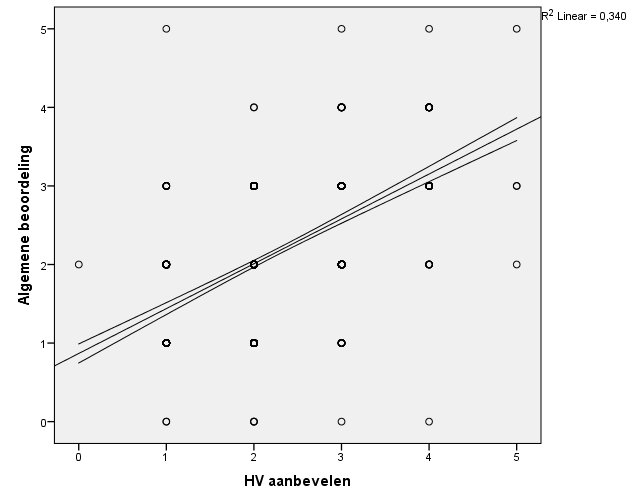 R2 Linear = 0,340
5
4
3
2
1
0
Algemene beoordeling
0 1 2 3 4 5
HV aanbevelen